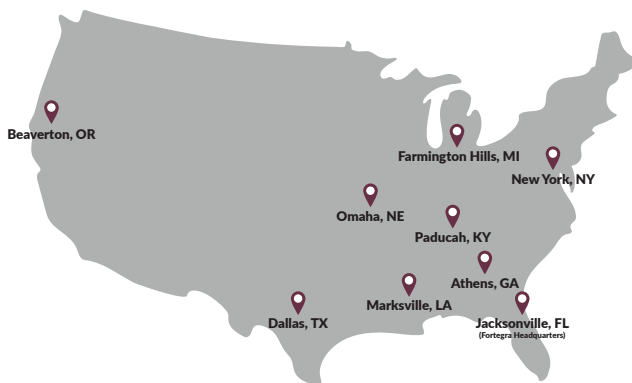 Beaverton, OR
Farmington Hills, MI
New York, NY
Omaha, NE
Paducah, KY
Athens, GA
Marksville, LA
Dallas, TX
Jacksonville, FL
(Fortegra Headquarters)